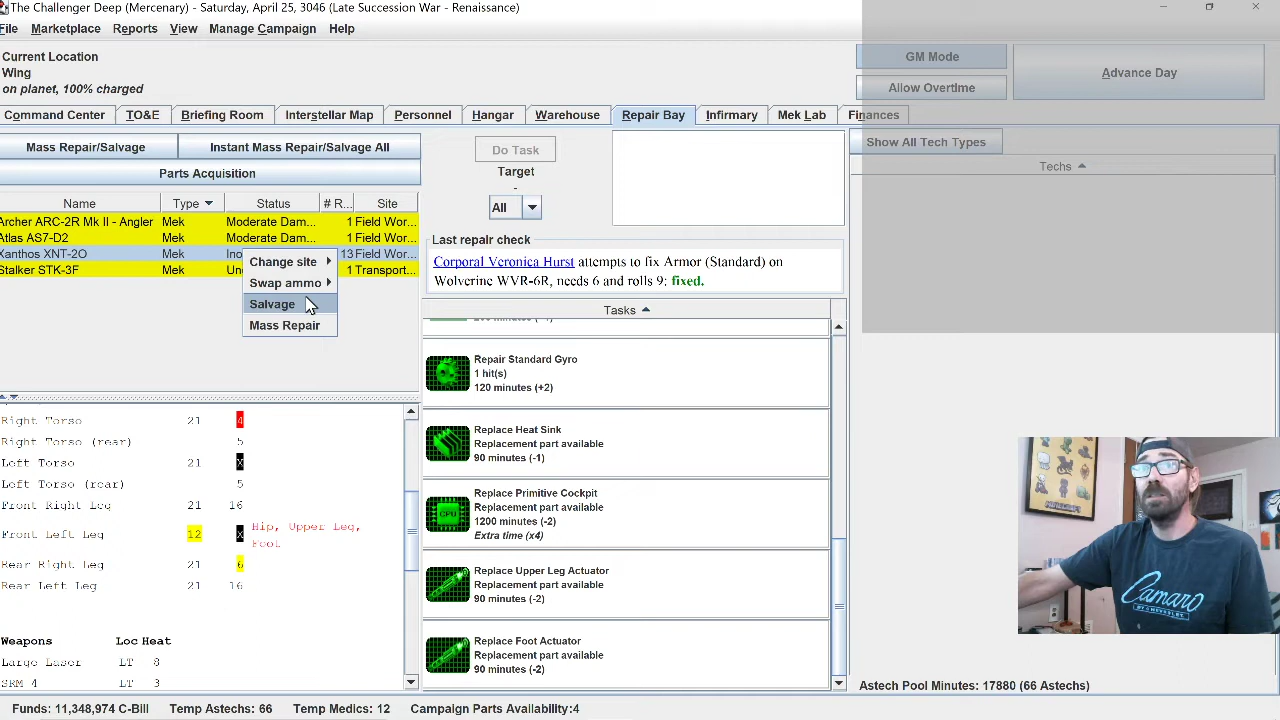 The Challenger Deep (Mercenary) - Saturday, April 25, 3046 (Late Succession War - Renaissance)
File Marketplace Reports View Manage Campaign Help
Current Location
Wing
on planet, 100% charged
GM Mode
Allow Overtime
Advance Day
Command Center TO&E Briefing Room Interstellar Map Personnel Hangar Warehouse Repair Bay Infirmary Mek Lab Finances
Mass Repair/Salvage Instant Mass Repair/Salvage All
Parts Acquisition
Name Type Status # R... Site
Archer ARC-2R Mk II - Angler Mek Moderate Dam... 1 Field Wor...
Atlas AS7-D2 Mek Moderate Dam... 1 Field Wor...
Xanthos XNT-2O Mek Ino 13 Field Wor...
Stalker STK-3F Mek Un 1 Transport...
Change site
Swap ammo
Salvage
Mass Repair
Do Task
Target
-
All
Last repair check
Corporal Veronica Hurst attempts to fix Armor (Standard) on
Wolverine WVR-6R, needs 6 and rolls 9: fixed.
Show All Tech Types
Techs
Tasks
Repair Standard Gyro
1 hit(s)
120 minutes (+2)
Replace Heat Sink
Replacement part available
90 minutes (-1)
CPU
Replace Primitive Cockpit
Replacement part available
1200 minutes (-2)
Extra time (x4)
Replace Upper Leg Actuator
Replacement part available
90 minutes (-2)
Replace Foot Actuator
Replacement part available
90 minutes (-2)
Right Torso 21 4
Right Torso (rear) 5
Left Torso 21 X
Left Torso (rear) 5
Front Right Leg 21 16
Front Left Leg 12 X Hip, Upper Leg,
Foot
Rear Right Leg 21 6
Rear Left Leg 21 16
Weapons Loc Heat
Large Laser LT
SRM 4 LT 3
Camaro
Astech Pool Minutes: 17880 (66 Astechs)
Funds: 11,348,974 C-Bill Temp Astechs: 66 Temp Medics: 12 Campaign Parts Availability:4